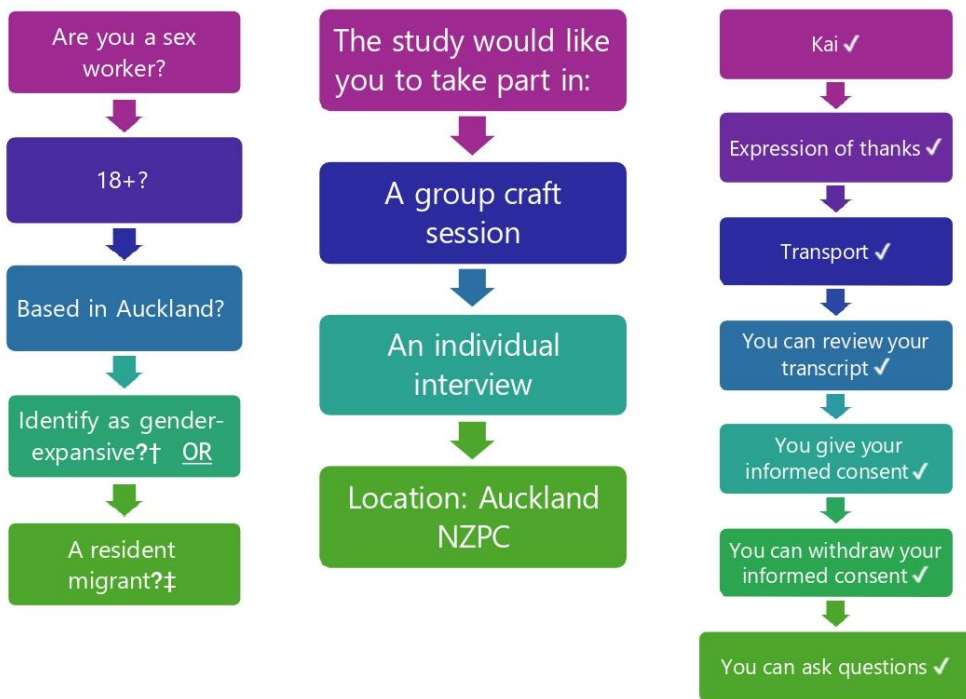 Are you a sex
worker?
18+?
Based in Auckland?
Identify as gender-
expansive?† OR
A resident
migrant?‡
The study would like
you to take part in:
A group craft
session
An individual
interview
Location: Auckland
NZPC
Kai ✓
Expression of thanks ✓
Transport ✓
You can review your
transcript ✓
You give your
informed consent ✓
You can withdraw your
informed consent ✓
You can ask questions ✓